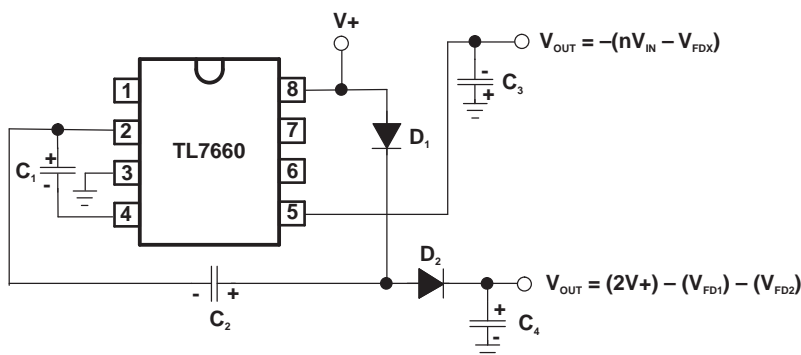 V+
V_OUT = –(nV_IN – V_FDX)
- C_3
+
1 8
2 7 D_1
TL7660
C_1 + 3 6
-
4 5
D_2
- +
C_2
V_OUT = (2V+) – (V_FD1) – (V_FD2)
+ C_4
-